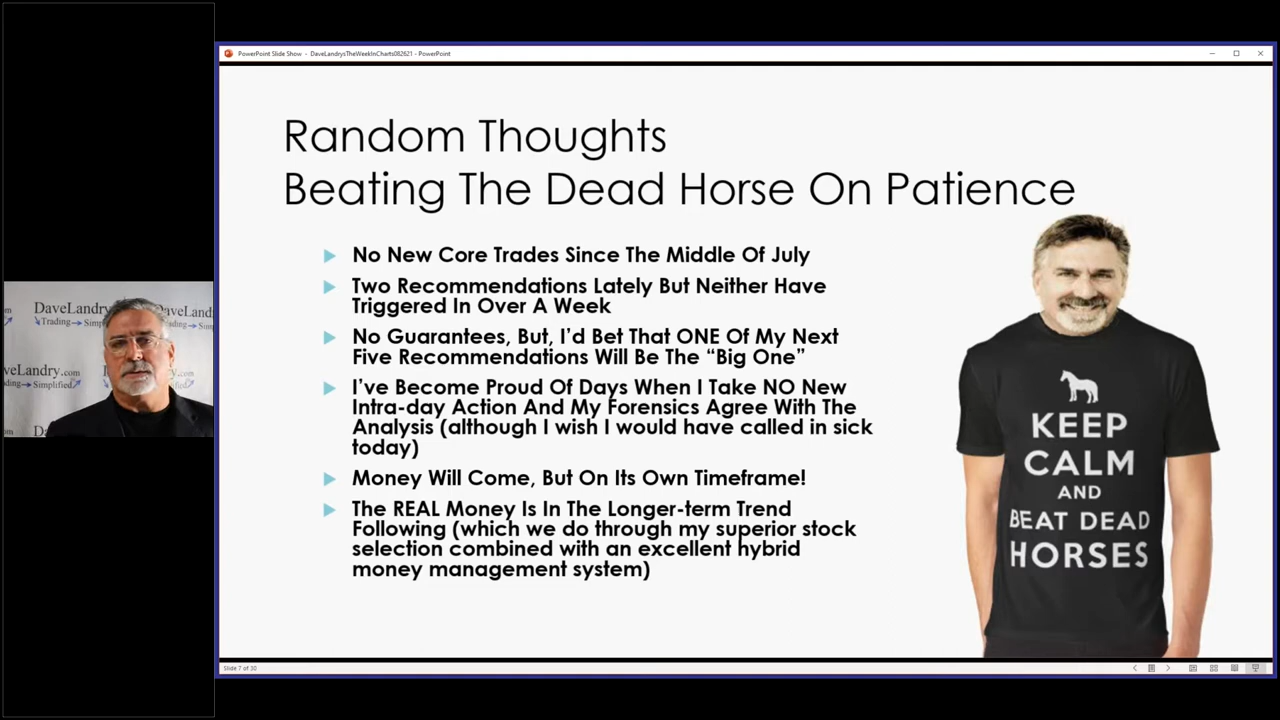 PowerPoint Slide Show - DaveLandrysTheWeekInCharts082621 - PowerPoint
Random Thoughts
Beating The Dead Horse On Patience
No New Core Trades Since The Middle Of July
Two Recommendations Lately But Neither Have
Triggered In Over A Week
No Guarantees, But, I'd Bet That ONE Of My Next
Five Recommendations Will Be The “Big One”
I've Become Proud Of Days When I Take NO New
Intra-day Action And My Forensics Agree With The
Analysis (although I wish I would have called in sick
today)
Money Will Come, But On Its Own Timeframe!
The REAL Money Is In The Longer-term Trend
Following (which we do through my superior stock
selection combined with an excellent hybrid
money management system)
KEEP
CALM
AND
BEAT DEAD
HORSES
DaveLandry
Trading
Slide 7 of 30